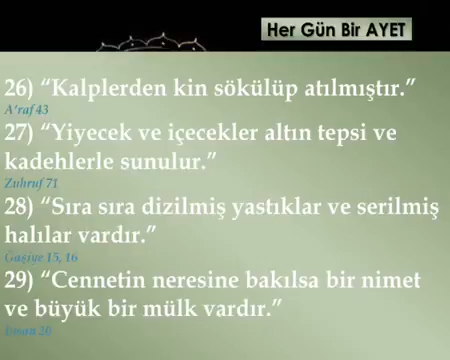 Her Gün Bir AYET
26) “Kalplerden kin sökülüp atılmıştır.”
A'raf 43
27) “Yiyecek ve içecekler altın tepsi ve
kadehlerle sunulur.”
Zuhruf 71
28) “Sıra sıra dizilmiş yastıklar ve serilmiş
halılar vardır.”
Gaşiye 15, 16
29) “Cennetin neresine bakılsa bir nimet
ve büyük bir mülk vardır.”
İnsan 20